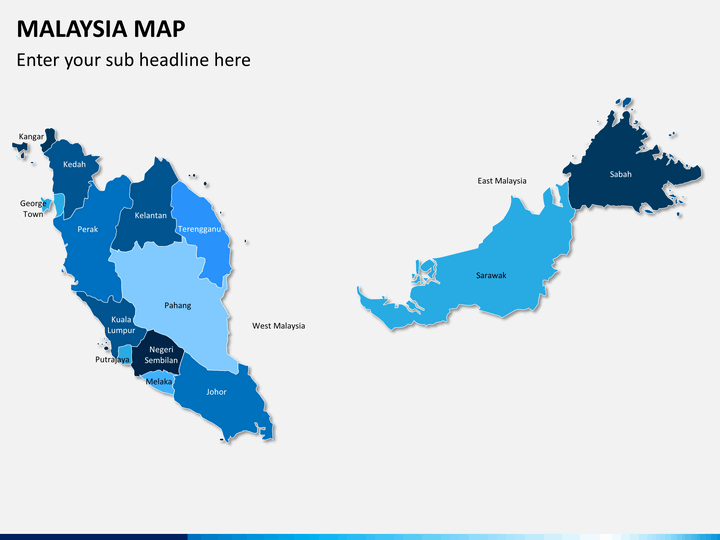 MALAYSIA MAP
Enter your sub headline here
Kangar
Kedah
George
Town
Perak
Kelantan
Terengganu
Pahang
Kuala
Lumpur
Putrajaya
Negeri
Sembilan
Melaka
Johor
West Malaysia
East Malaysia
Sabah
Sarawak